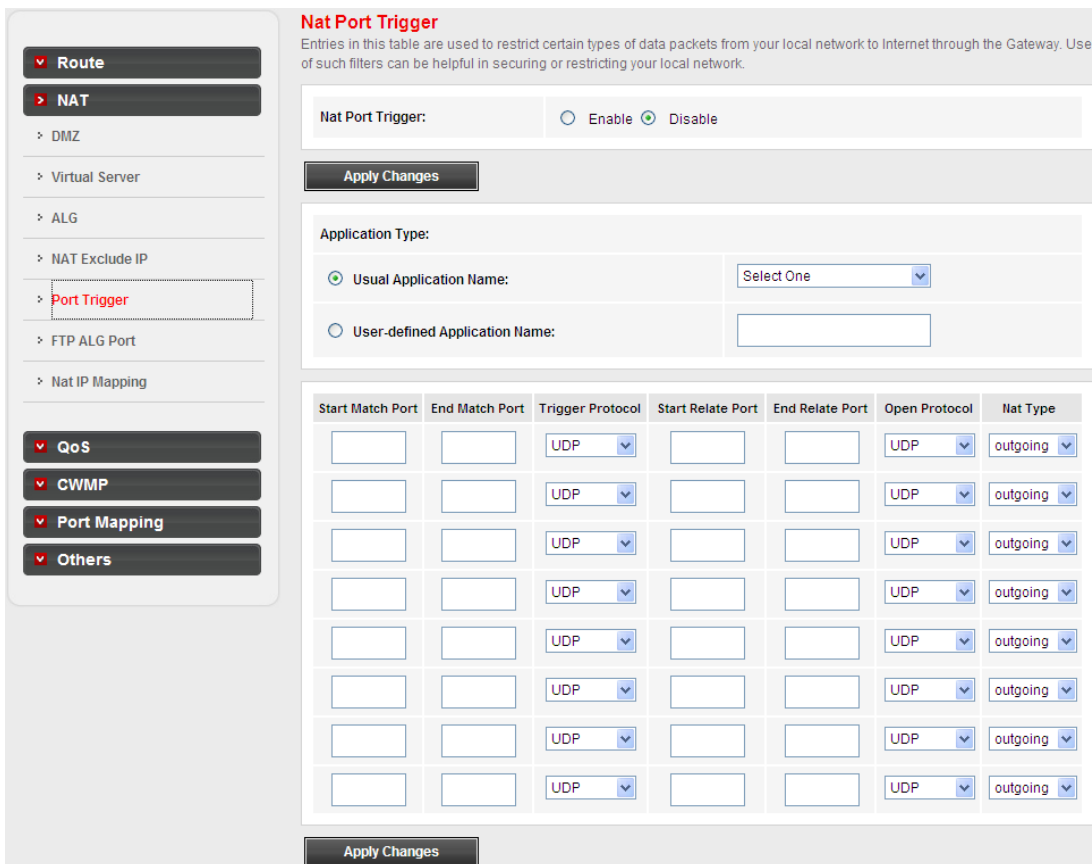 Nat Port Trigger
Entries in this table are used to restrict certain types of data packets from your local network to Internet through the Gateway. Use
of such filters can be helpful in securing or restricting your local network.
Route
NAT
DMZ
Virtual Server
ALG
NAT Exclude IP
Port Trigger
FTP ALG Port
Nat IP Mapping
QoS
CWMP
Port Mapping
Others
Nat Port Trigger: Enable Disable
Apply Changes
Application Type:
Usual Application Name: Select One
User-defined Application Name:
Start Match Port End Match Port Trigger Protocol Start Relate Port End Relate Port Open Protocol Nat Type
UDP UDP outgoing
UDP UDP outgoing
UDP UDP outgoing
UDP UDP outgoing
UDP UDP outgoing
UDP UDP outgoing
UDP UDP outgoing
UDP UDP outgoing
Apply Changes